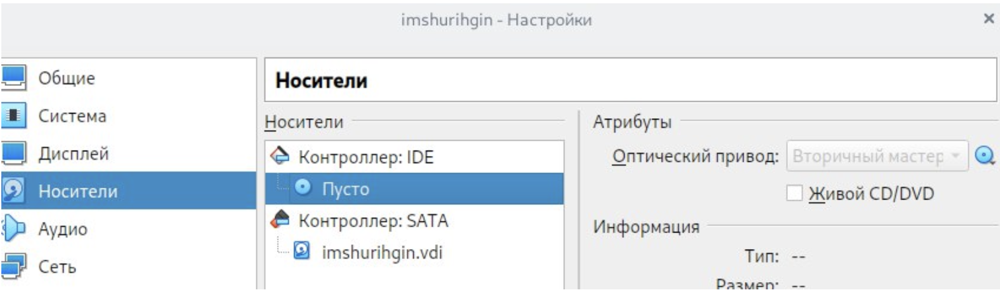 imshurihgin - Настройки
Общие
Система
Дисплей
Носители
Аудио
Сеть
Носители
Носители
Контроллер: IDE
Пусто
Контроллер: SATA
imshurihgin.vdi
Атрибуты
Оптический привод: Вторичный мастер
Живой CD/DVD
Информация
Тип: --
Размер: --